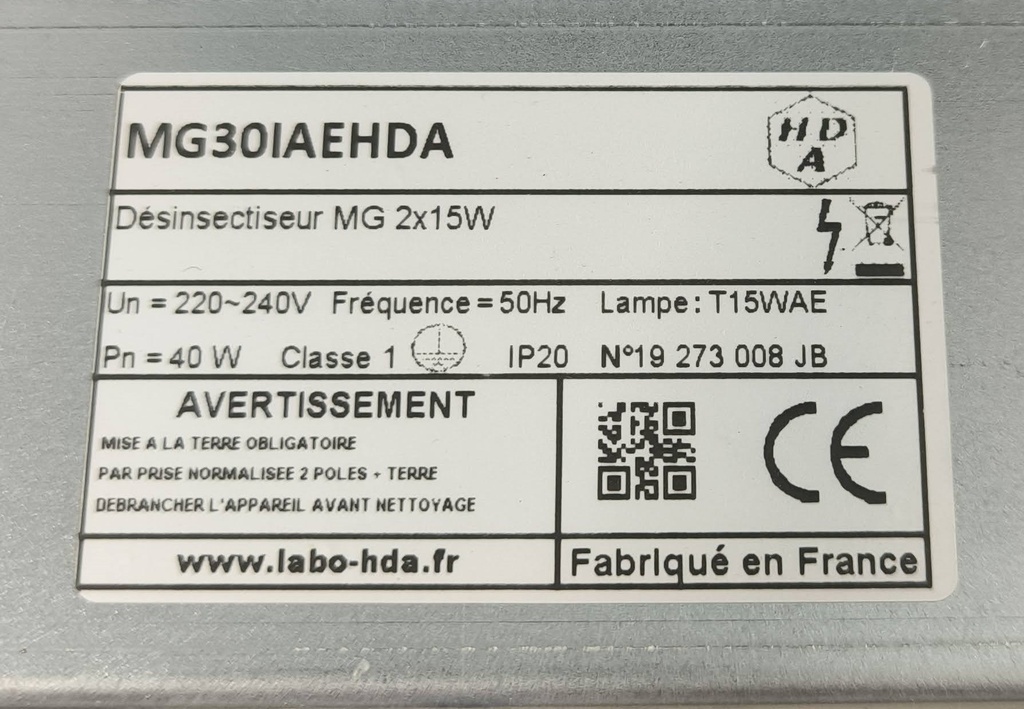 MG30IAEHDA
HD
A
Désinsectiseur MG 2x15W
Un = 220~240V Fréquence = 50Hz Lampe : T15WAE
Pn = 40 W Classe 1 IP20 N°19 273 008 JB
AVERTISSEMENT
MISE A LA TERRE OBLIGATOIRE
PAR PRISE NORMALISEE 2 POLES + TERRE
DEBRANCHER L'APPAREIL AVANT NETTOYAGE
CE
www.labo-hda.fr
Fabriqué en France